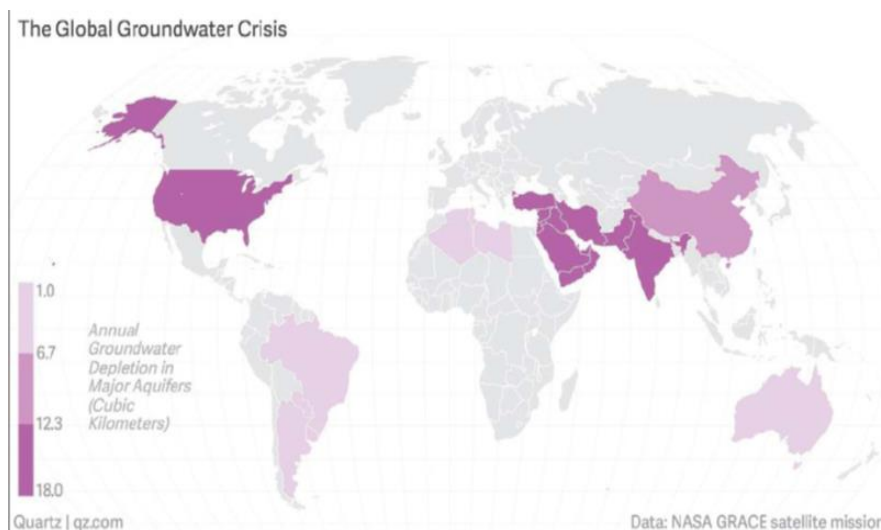 The Global Groundwater Crisis
1.0
6.7
12.3
18.0
Annual
Groundwater
Depletion in
Major Aquifers
(Cubic
Kilometers)
Quartz | qz.com
Data: NASA GRACE satellite mission